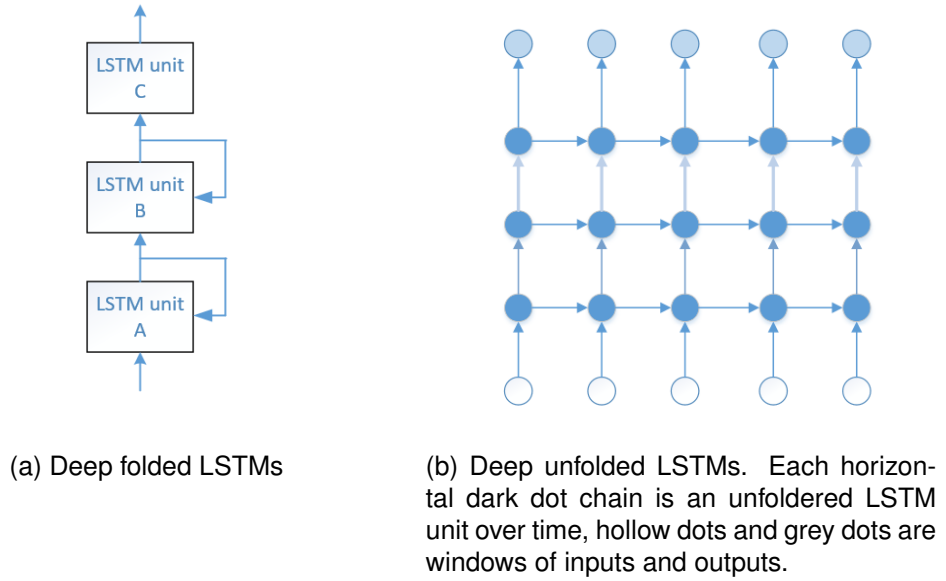 LSTM unit
C
LSTM unit
B
LSTM unit
A
(a) Deep folded LSTMs
(b) Deep unfolded LSTMs. Each horizon-
tal dark dot chain is an unfoldered LSTM
unit over time, hollow dots and grey dots are
windows of inputs and outputs.